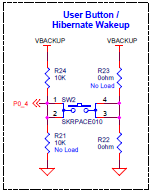 User Button /
Hibernate Wakeup
VBACKUP VBACKUP
R24
10K
R23
0ohm
No Load
P0_4
SW2
1 4
2 3
SKRPACE010
R21
10K
No Load
R22
0ohm